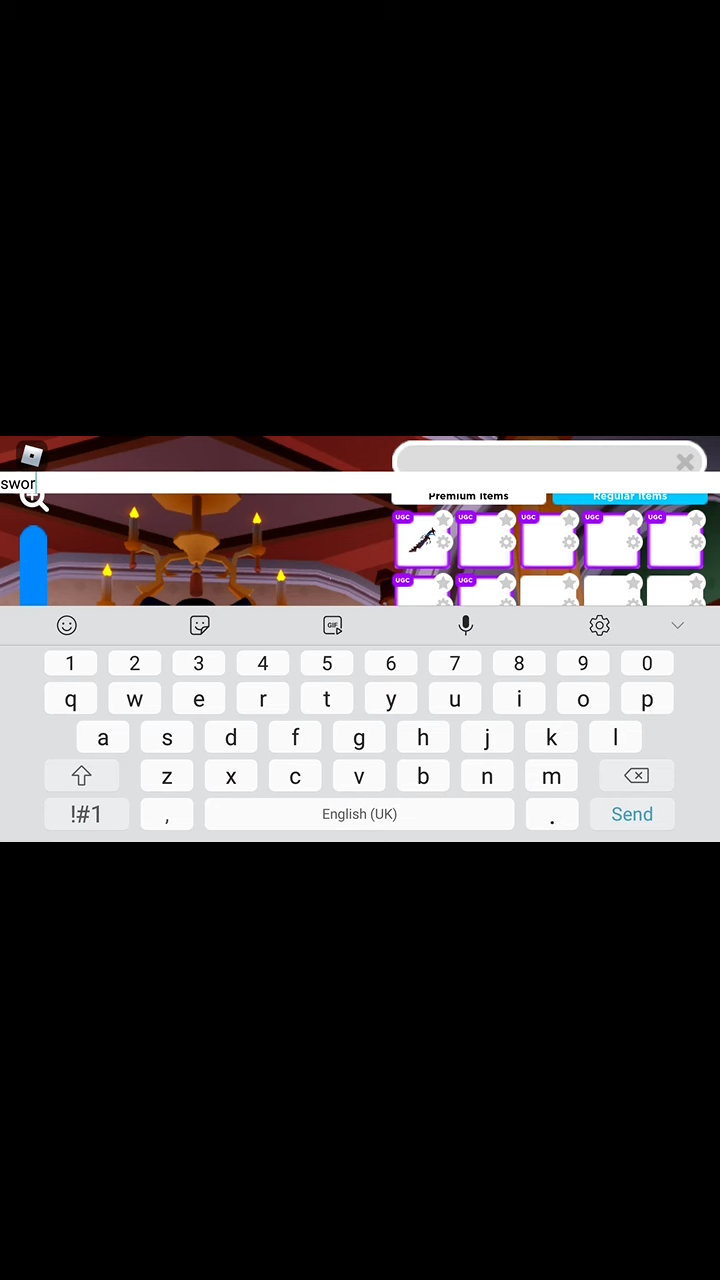 swor
Premium Items
Regular Items
UGC UGC UGC UGC UGC
UGC UGC
GIF
1 2 3 4 5 6 7 8 9 0
q w e r t y u i o p
a s d f g h j k l
z x c v b n m
!#1 , English (UK) . Send